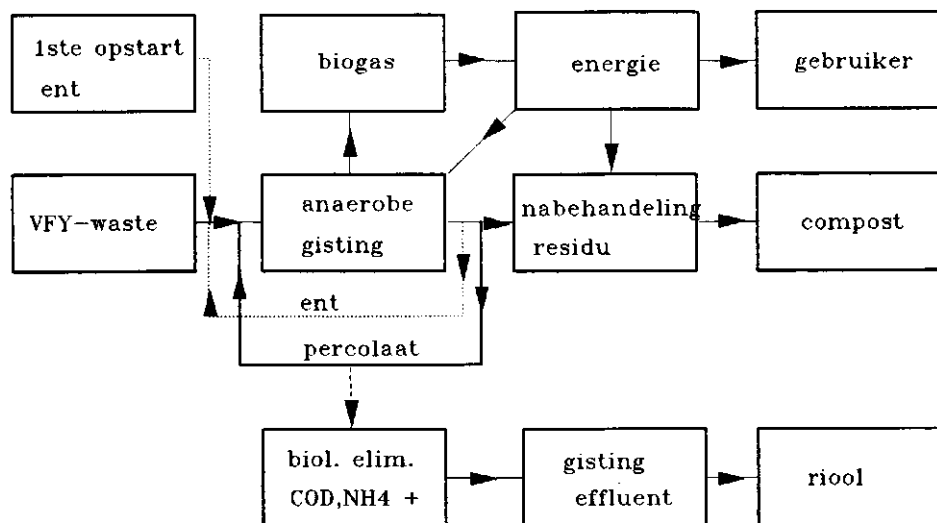 1ste opstart
ent
biogas
energie
gebruiker
VFY-waste
anaerobe
gisting
nabehandeling
residu
compost
ent
percolaat
biol. elim.
COD,NH4 +
gisting
effluent
riool